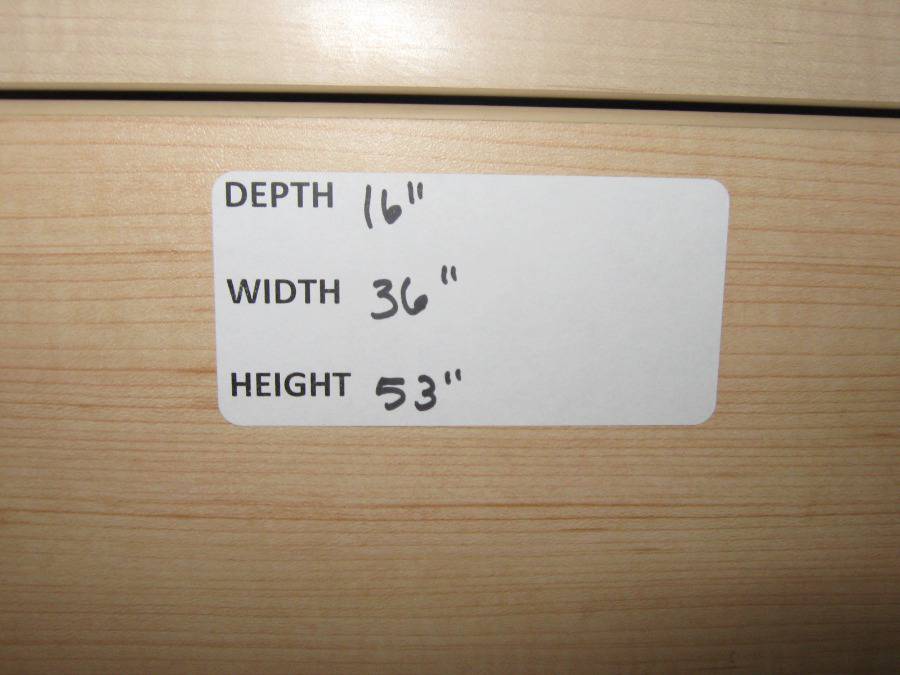 DEPTH 16"
WIDTH 36"
HEIGHT 53"